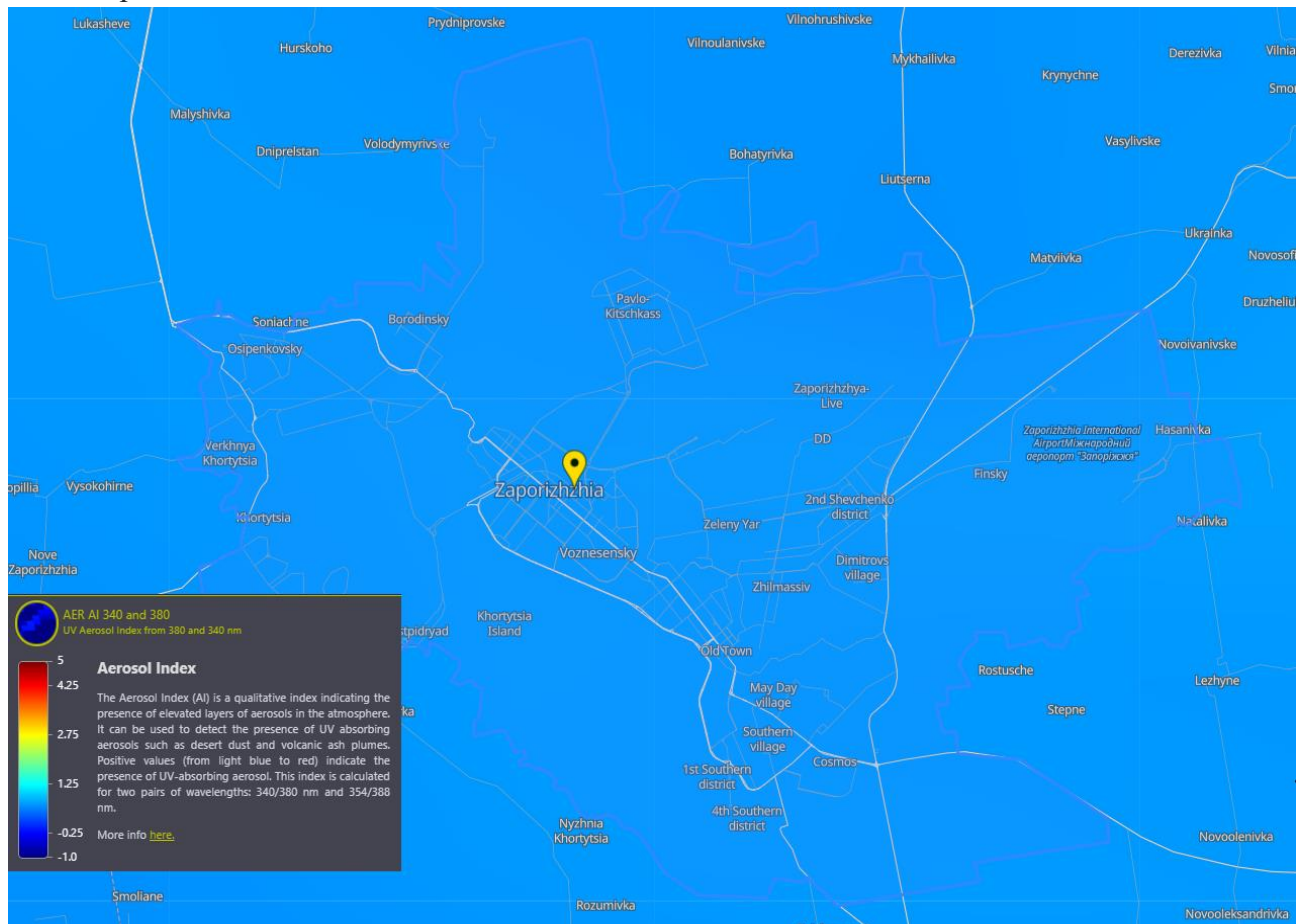 Lukasheve
Prydniprovske
Vilnohrushivske
Hurskoho
Vilnoulanivske
Mykhailivka
Derezivka
Krynychne
Malyshivka
Dniprelstan
Volodymyrivske
Bohatyrivka
Vasylivske
Liutserna
Ukrainka
Matviivka
Pavlo-
Kitschkass
Soniachne
Borodinsky
Osipenkovsky
Novoivanivske
Zaporizhzhya-
Live
DD
Zaporizhzhia International
AirportМіжнародний
аеропорт "Запоріжжя"
Hasanivka
Verkhnya
Khortytsia
Finsky
Vysokohirne
Zaporizhzhia
2nd Shevchenko
district
Khortytsia
Zeleny Yar
Natalivka
Nove
Zaporizhzhia
Voznesensky
Dimitrovs
village
Zhilmassiv
Khortytsia
Island
Old Town
Rostusche
Lezhyne
May Day
village
Stepne
Southern
village
Cosmos
1st Southern
district
4th Southern
district
Nyzhnia
Khortytsia
Novoolenivka
Smoliane
Rozumivka
Novooleksandrivka
AER AI 340 and 380
UV Aerosol Index from 380 and 340 nm
5
4.25
2.75
1.25
-0.25
-1.0
Aerosol Index
The Aerosol Index (AI) is a qualitative index indicating the
presence of elevated layers of aerosols in the atmosphere.
It can be used to detect the presence of UV absorbing
aerosols such as desert dust and volcanic ash plumes.
Positive values (from light blue to red) indicate the
presence of UV-absorbing aerosol. This index is calculated
for two pairs of wavelengths: 340/380 nm and 354/388
nm.
More info here.